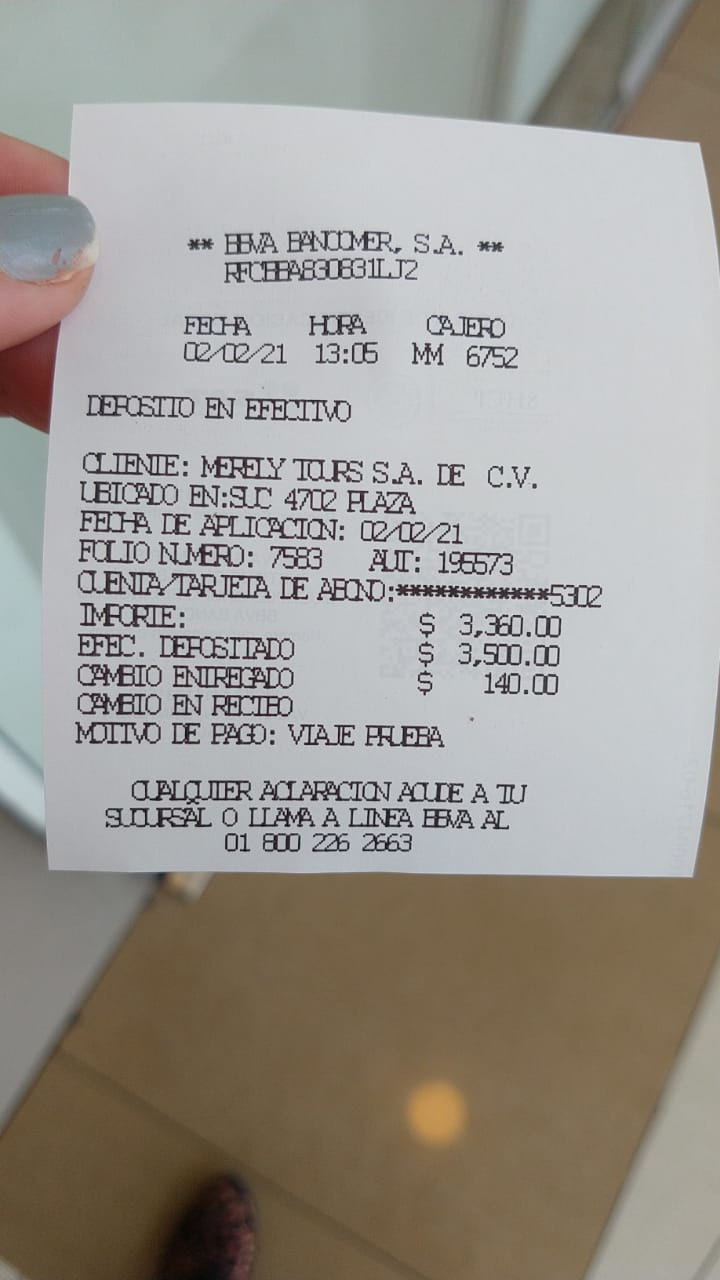 ** BBVA BANCOMER, S.A. **
RFCBBA830831LJ2
FECHA HORA CAJERO
02/02/21 13:05 MM 6752
DEPOSITO EN EFECTIVO
CLIENTE: MERELY TOURS S.A. DE C.V.
UBICADO EN:SUC 4702 PLAZA
FECHA DE APLICACION: 02/02/21
FOLIO NUMERO: 7583 AUT: 195573
CUENTA/TARJETA DE ABONO:************5302
IMPORTE: $ 3,360.00
EFEC. DEPOSITADO $ 3,500.00
CAMBIO ENTREGADO $ 140.00
CAMBIO EN RECIBO
MOTIVO DE PAGO: VIAJE PRUEBA
CUALQUIER ACLARACION ACUDE A TU
SUCURSAL O LLAMA A LINEA BBVA AL
01 800 226 2663